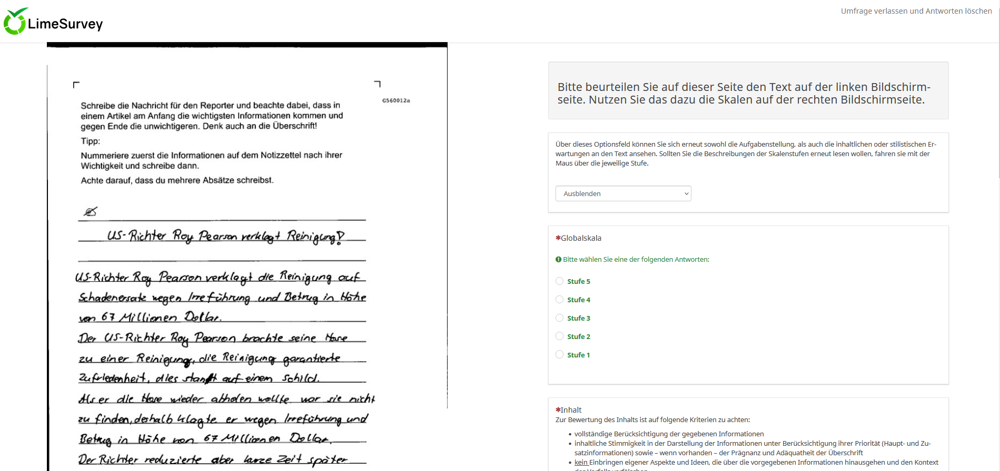 LimeSurvey
Umfrage verlassen und Antworten löschen
G560012a
Schreibe die Nachricht für den Reporter und beachte dabei, dass in
einem Artikel am Anfang die wichtigsten Informationen kommen und
gegen Ende die unwichtigeren. Denk auch an die Überschrift!
Tipp:
Nummeriere zuerst die Informationen auf dem Notizzettel nach ihrer
Wichtigkeit und schreibe dann.
Achte darauf, dass du mehrere Absätze schreibst.
US-Richter Roy Pearson verklagt Reinigung!
US-Richter Roy Pearson verklagt die Reinigung auf
Schadenersatz wegen Irreführung und Betrug in Höhe
von 67 Millionen Dollar.
Der US-Richter Roy Pearson brachte seine Hose
zu einer Reinigung, die Reinigung garantierte
Zufriedenheit, dies stand auf einem Schild.
Als er die Hose wieder abholen wollte war sie nicht
zu finden, deshalb klagte er wegen Irreführung und
Betrug in Höhe von 67 Millionen Dollar.
Der Richter reduzierte aber kurze Zeit später
Bitte beurteilen Sie auf dieser Seite den Text auf der linken Bildschirm-
seite. Nutzen Sie das dazu die Skalen auf der rechten Bildschirmseite.
Über dieses Optionsfeld können Sie sich erneut sowohl die Aufgabenstellung, als auch die inhaltlichen oder stilistischen Er-
wartungen an den Text ansehen. Sollten Sie die Beschreibungen der Skalenstufen erneut lesen wollen, fahren sie mit der
Maus über die jeweilige Stufe.
Ausblenden
✱Globalskala
Bitte wählen Sie eine der folgenden Antworten:
Stufe 5
Stufe 4
Stufe 3
Stufe 2
Stufe 1
✱Inhalt
Zur Bewertung des Inhalts ist auf folgende Kriterien zu achten:
• vollständige Berücksichtigung der gegebenen Informationen
• inhaltliche Stimmigkeit in der Darstellung der Informationen unter Berücksichtigung ihrer Priorität (Haupt- und Zu-
satzinformationen) sowie – wenn vorhanden – der Prägnanz und Adäquatheit der Überschrift
• kein Einbringen eigener Aspekte und Ideen, die über die vorgegebenen Informationen hinausgehen und den Kontext
des Vorfalls verfälschen